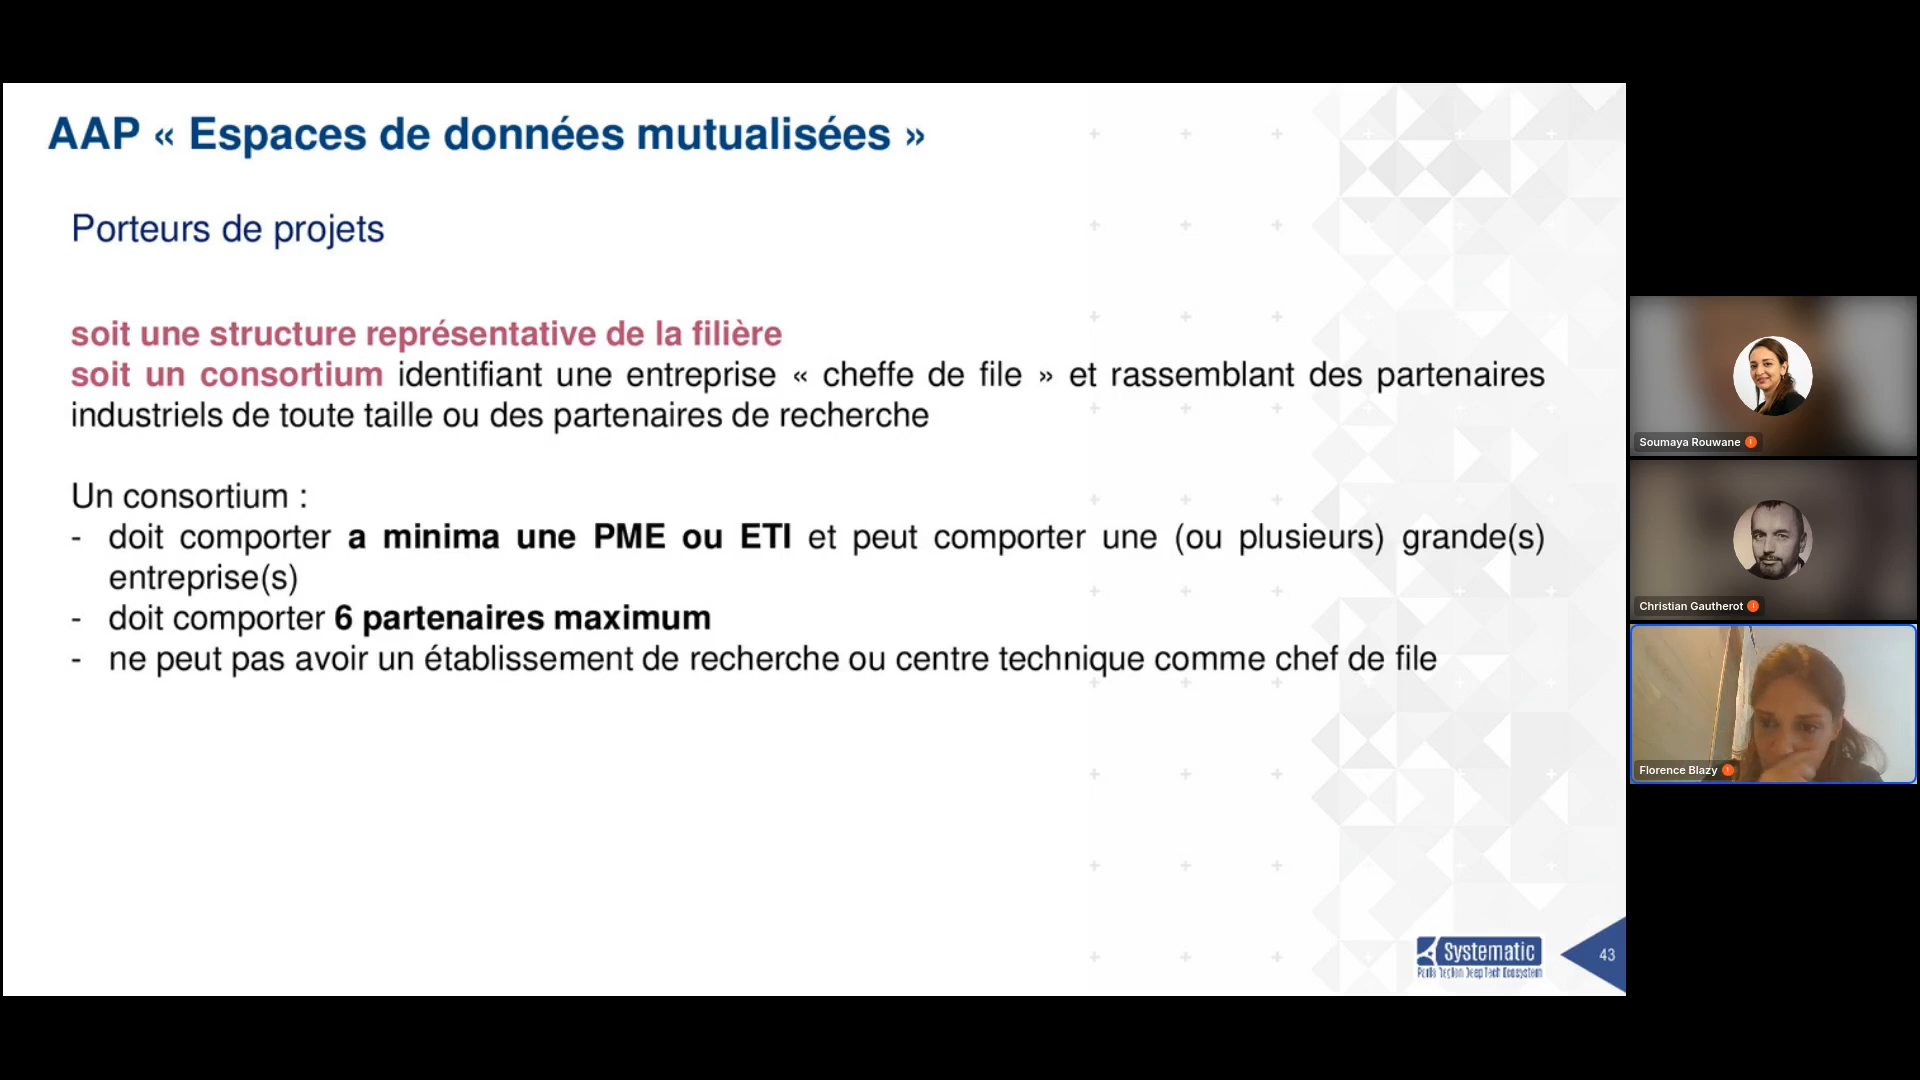 AAP « Espaces de données mutualisées »
Porteurs de projets
soit une structure représentative de la filière
soit un consortium identifiant une entreprise « cheffe de file » et rassemblant des partenaires
industriels de toute taille ou des partenaires de recherche
Un consortium :
- doit comporter a minima une PME ou ETI et peut comporter une (ou plusieurs) grande(s)
entreprise(s)
- doit comporter 6 partenaires maximum
- ne peut pas avoir un établissement de recherche ou centre technique comme chef de file
Systematic
Paris Region Deep Tech Ecosystem
43
Soumaya Rouwane
Christian Gautherot
Florence Blazy